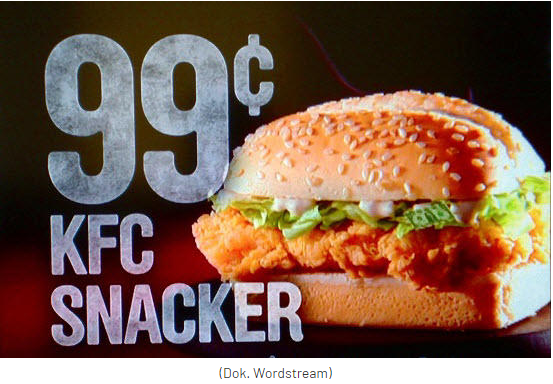 99¢
KFC
SNACKER
(Dok. Wordstream)